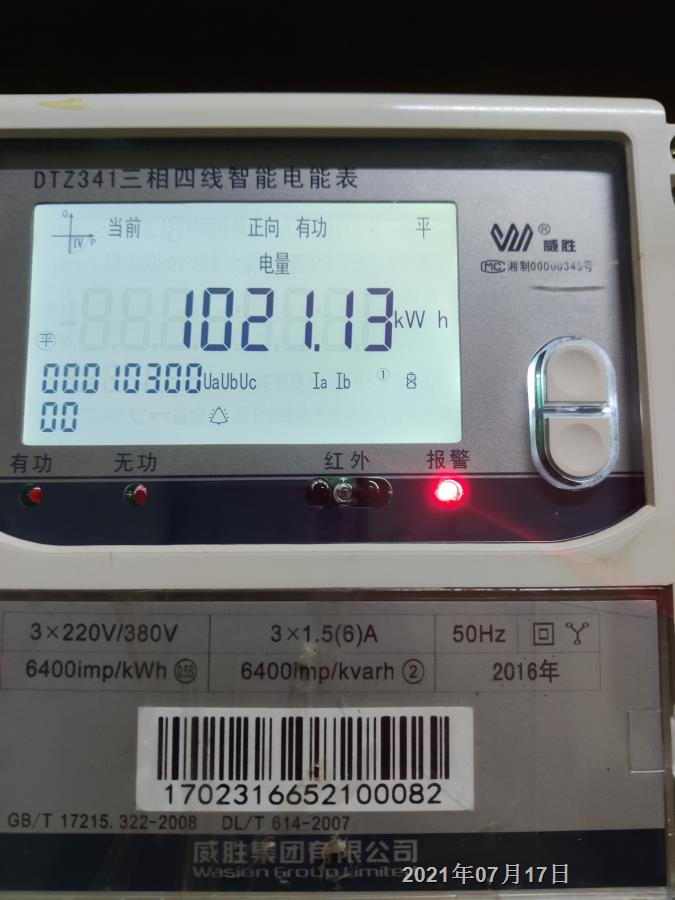 DTZ341三相四线智能电能表
Q
IV P
当前 正向 有功 平
电量
1021.13 kW h
平
00010300 UaUbUc Ia Ib ①
00
® 威胜
MC 湘制00000345号
有功 无功 红外 报警
3×220V/380V 3×1.5(6)A 50Hz
6400imp/kWh 0.5S 6400imp/kvarh ② 2016年
1702316652100082
GB/T 17215.322-2008 DL/T 614-2007
威胜集团有限公司
Wasion Group Limited
2021年07月17日